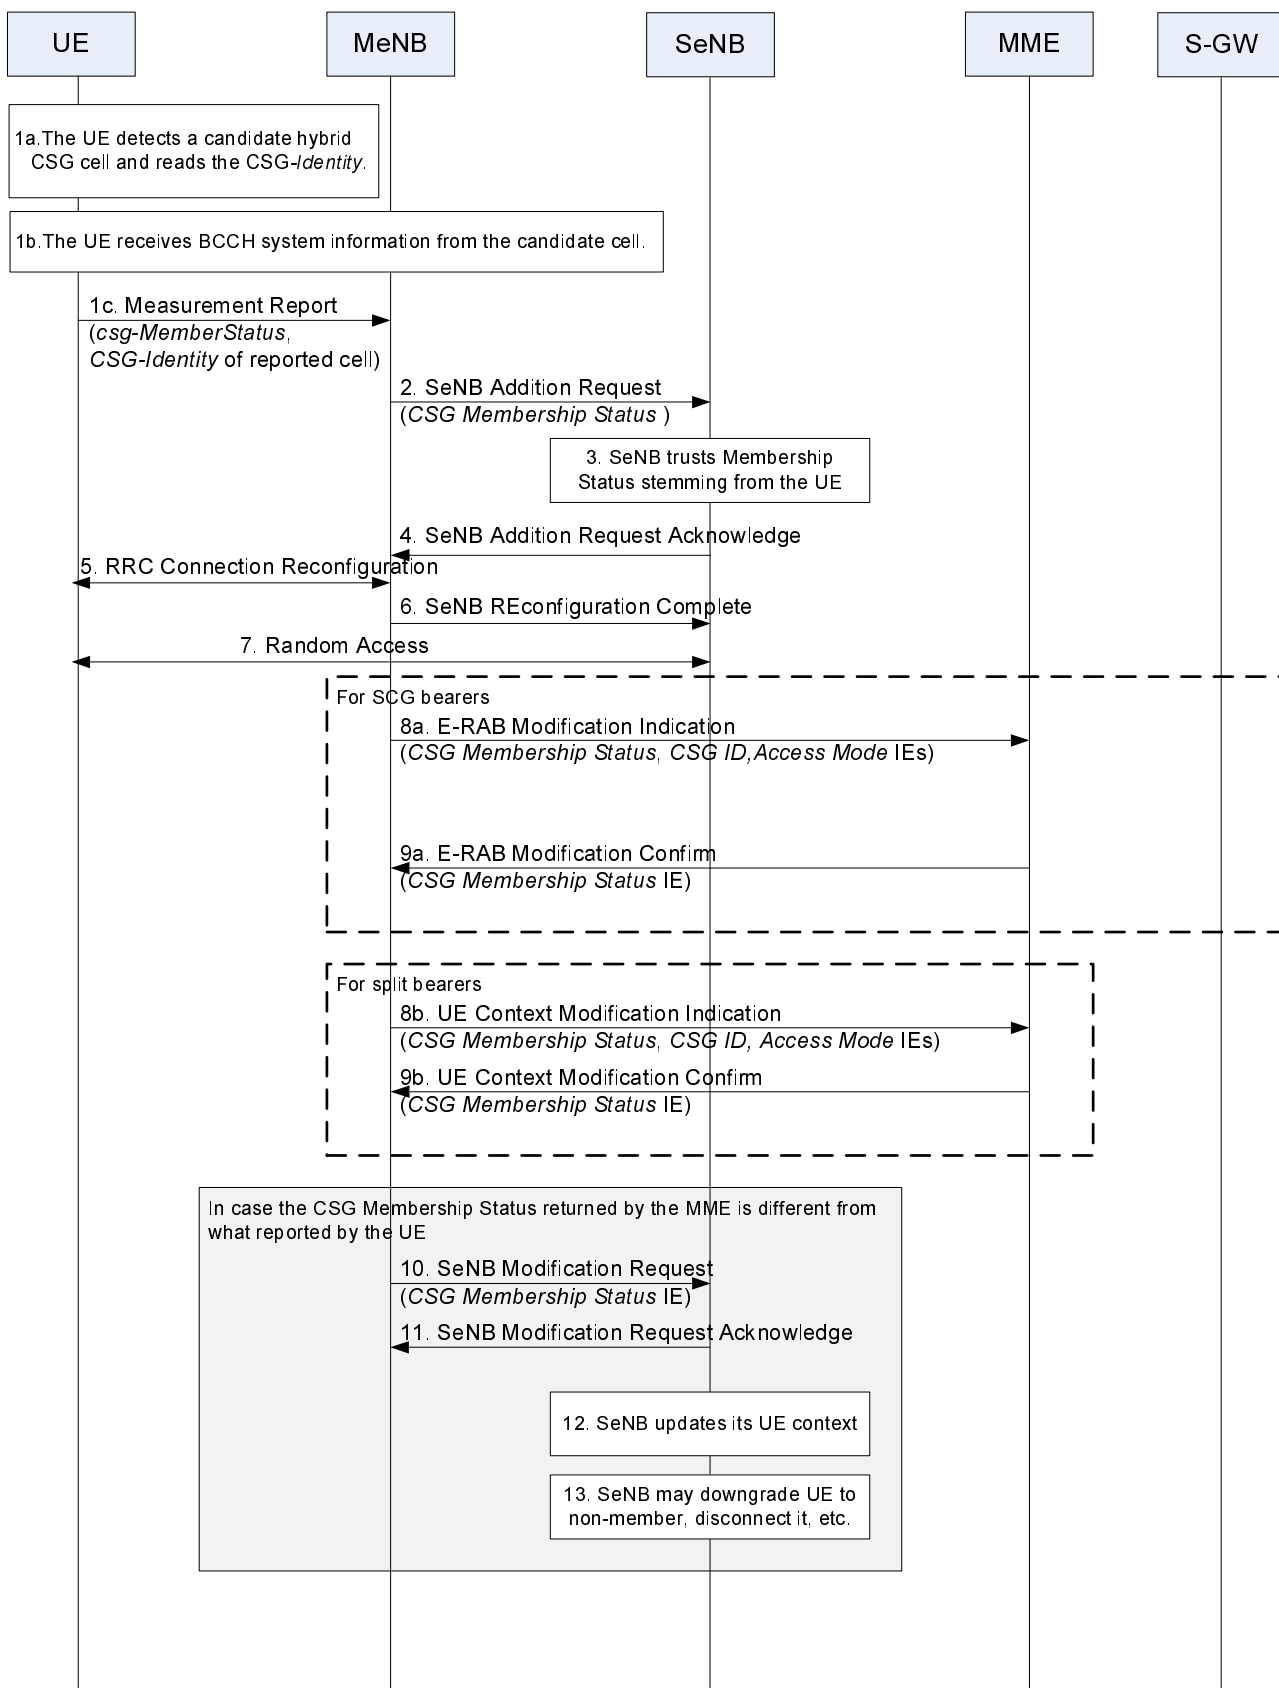 UE
MeNB
SeNB
MME
S-GW
1a.The UE detects a candidate hybrid
CSG cell and reads the CSG-Identity.
1b.The UE receives BCCH system information from the candidate cell.
1c. Measurement Report
(csg-MemberStatus,
CSG-Identity of reported cell)
2. SeNB Addition Request
(CSG Membership Status )
3. SeNB trusts Membership
Status stemming from the UE
4. SeNB Addition Request Acknowledge
5. RRC Connection Reconfiguration
6. SeNB REconfiguration Complete
7. Random Access
For SCG bearers
8a. E-RAB Modification Indication
(CSG Membership Status, CSG ID,Access Mode IEs)
9a. E-RAB Modification Confirm
(CSG Membership Status IE)
For split bearers
8b. UE Context Modification Indication
(CSG Membership Status, CSG ID, Access Mode IEs)
9b. UE Context Modification Confirm
(CSG Membership Status IE)
In case the CSG Membership Status returned by the MME is different from
what reported by the UE
10. SeNB Modification Request
(CSG Membership Status IE)
11. SeNB Modification Request Acknowledge
12. SeNB updates its UE context
13. SeNB may downgrade UE to
non-member, disconnect it, etc.